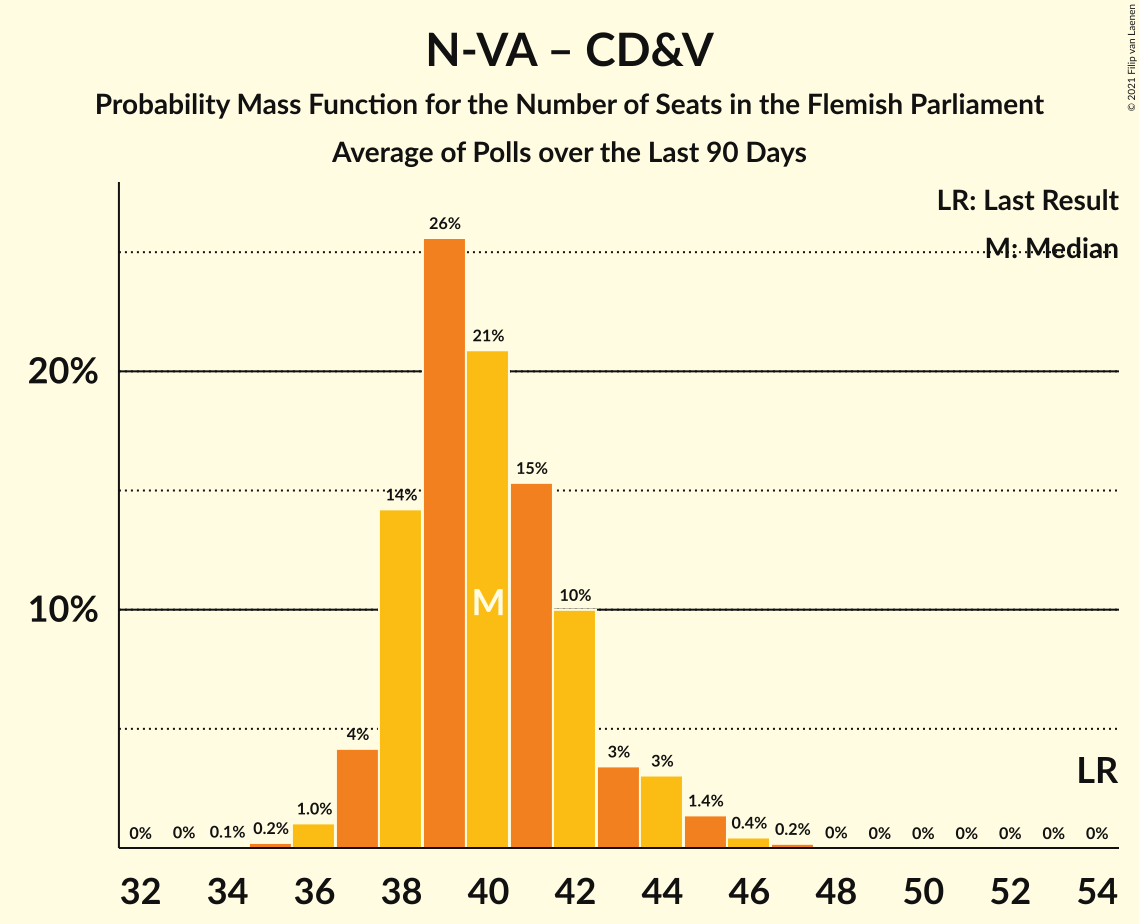 N-VA – CD&V
Probability Mass Function for the Number of Seats in the Flemish Parliament
Average of Polls over the Last 90 Days
© 2021 Filip van Laenen
LR: Last Result
M: Median
20%
10%
0%
0%
0.1%
0.2%
1.0%
4%
14%
26%
21%
15%
10%
3%
3%
1.4%
0.4%
0.2%
0%
0%
0%
0%
0%
0%
0%
M
LR
32 34 36 38 40 42 44 46 48 50 52 54